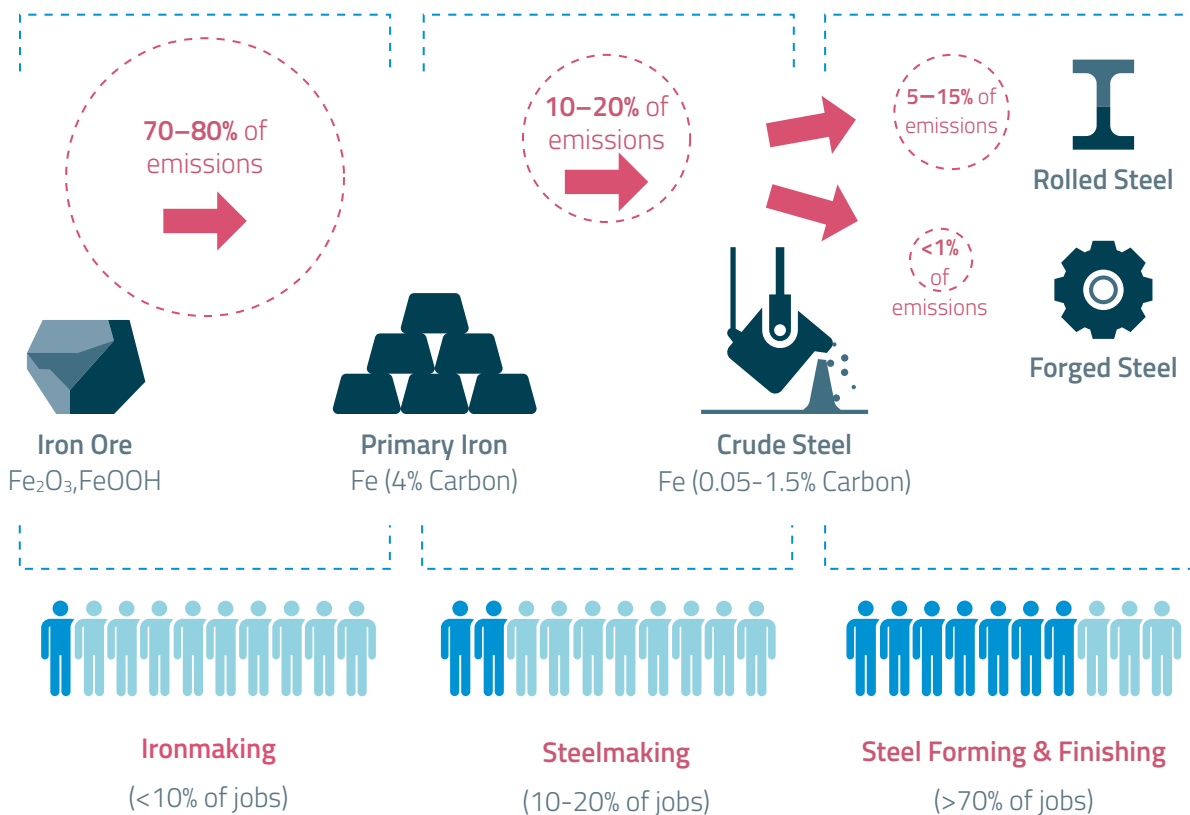 70–80% of
emissions
10–20% of
emissions
5–15% of
emissions
Rolled Steel
<1%
of
emissions
Forged Steel
Iron Ore
Fe₂O₃,FeOOH
Primary Iron
Fe (4% Carbon)
Crude Steel
Fe (0.05-1.5% Carbon)
Ironmaking
(<10% of jobs)
Steelmaking
(10-20% of jobs)
Steel Forming & Finishing
(>70% of jobs)